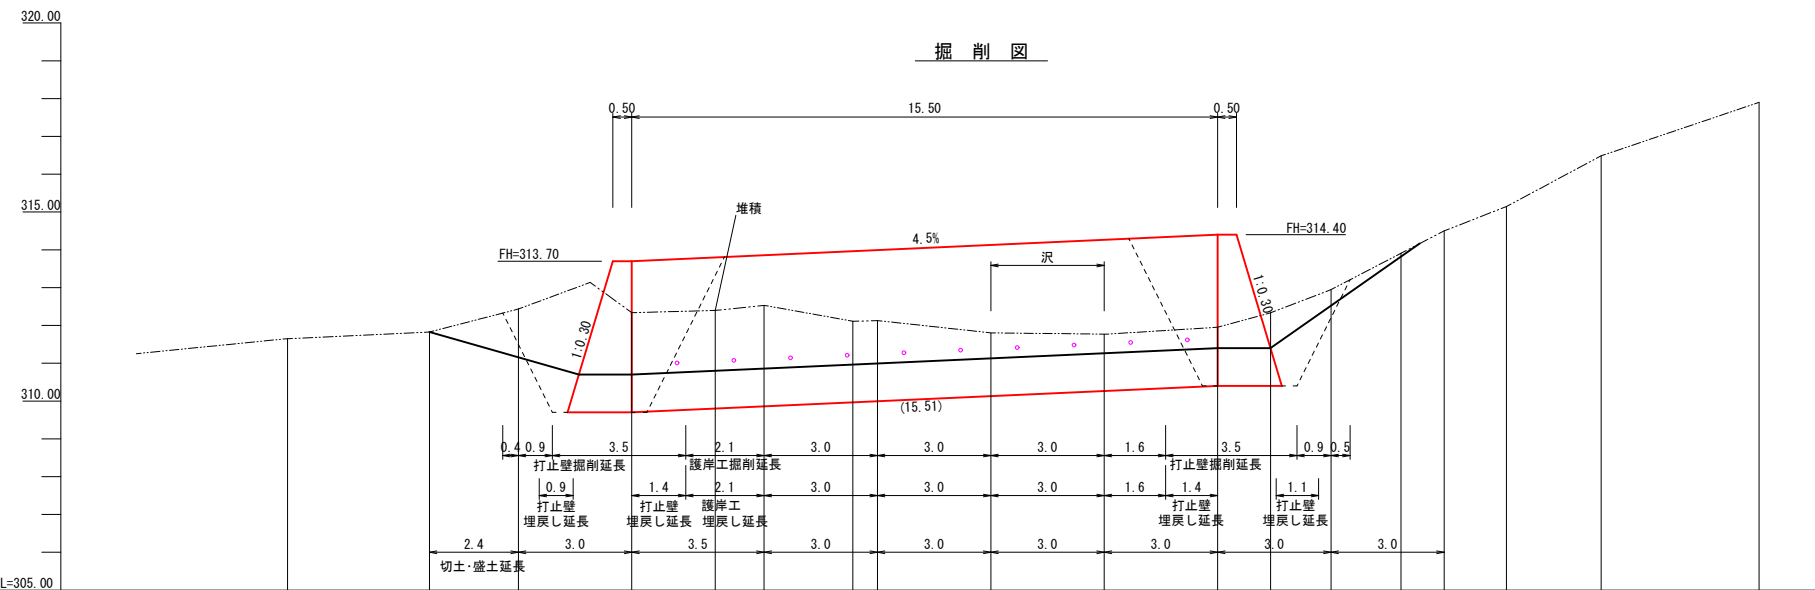 320.00
掘 削 図
0.50
15.50
0.50
315.00
堆積
FH=313.70
4.5%
FH=314.40
沢
1:0.30
1:0.30
310.00
(15.51)
0.4
0.9
3.5
2.1
3.0
3.0
3.0
1.6
3.5
0.9
0.5
打止壁掘削延長
護岸工掘削延長
打止壁掘削延長
0.9
1.4
2.1
3.0
3.0
3.0
1.6
1.4
1.1
打止壁
埋戻し延長
打止壁
埋戻し延長
護岸工
埋戻し延長
打止壁
埋戻し延長
打止壁
埋戻し延長
2.4
3.0
3.5
3.0
3.0
3.0
3.0
3.0
3.0
切土･盛土延長
L=305.00